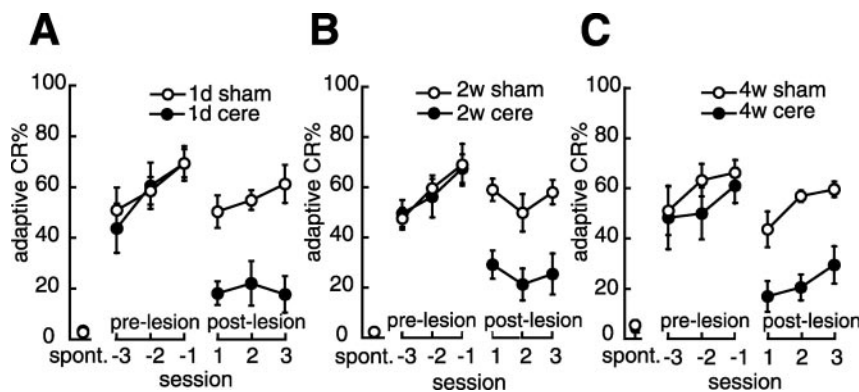 A
B
C
1d sham
1d cere
2w sham
2w cere
4w sham
4w cere
adaptive CR%
100
80
60
40
20
0
pre-lesion
post-lesion
spont. -3 -2 -1 1 2 3
session
adaptive CR%
100
80
60
40
20
0
pre-lesion
post-lesion
spont. -3 -2 -1 1 2 3
session
adaptive CR%
100
80
60
40
20
0
pre-lesion
post-lesion
spont. -3 -2 -1 1 2 3
session